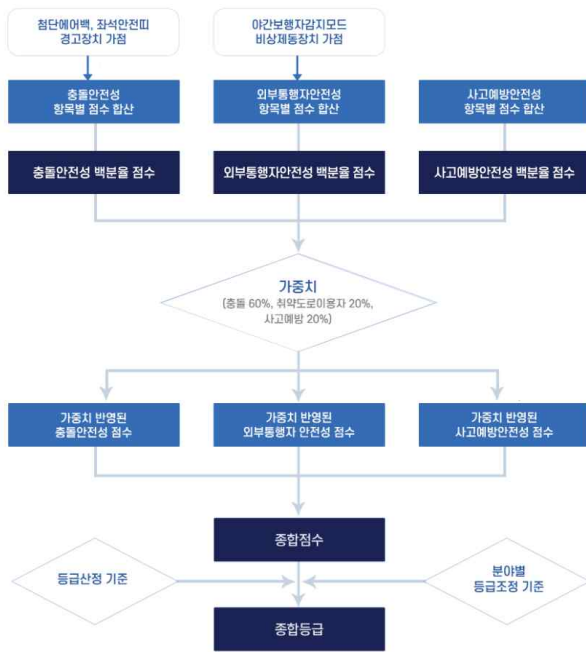 첨단에어백, 좌석안전띠
경고장치 가점
야간보행자감지모드
비상제동장치 가점
충돌안전성
항목별 점수 합산
외부통행자안전성
항목별 점수 합산
사고예방안전성
항목별 점수 합산
충돌안전성 백분율 점수
외부통행자안전성 백분율 점수
사고예방안전성 백분율 점수
가중치
(충돌 60%, 취약도로이용자 20%,
사고예방 20%)
가중치 반영된
충돌안전성 점수
가중치 반영된
외부통행자 안전성 점수
가중치 반영된
사고예방안전성 점수
종합점수
등급산정 기준
분야별
등급조정 기준
종합등급